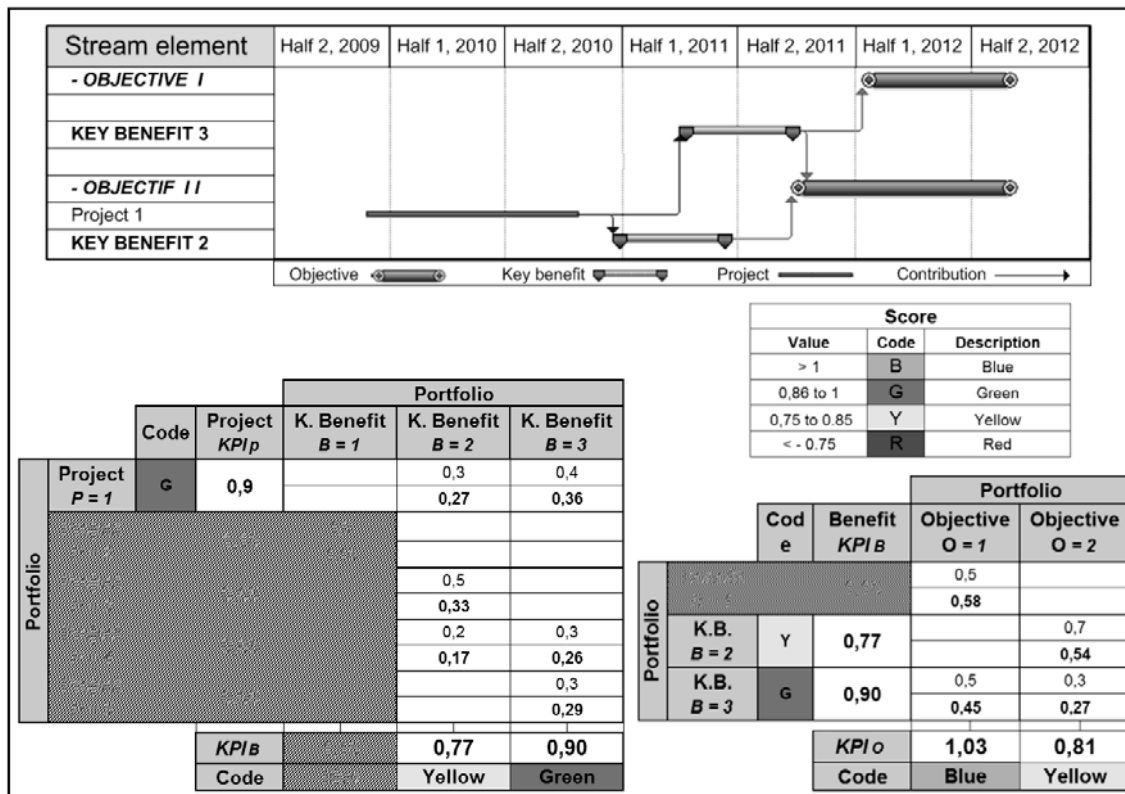 Stream element Half 2, 2009 Half 1, 2010 Half 2, 2010 Half 1, 2011 Half 2, 2011 Half 1, 2012 Half 2, 2012
- OBJECTIVE I
KEY BENEFIT 3
- OBJECTIF I I
Project 1
KEY BENEFIT 2
Objective Key benefit Project Contribution
Score
Value Code Description
> 1 B Blue
0,86 to 1 G Green
0,75 to 0.85 Y Yellow
< - 0.75 R Red
Portfolio
Code Project K. Benefit K. Benefit K. Benefit
KPI P B = 1 B = 2 B = 3
Portfolio
Project G 0,9 0,3 0,4
P = 1 0,27 0,36
0,5
0,33
0,2 0,3
0,17 0,26
0,3
0,29
KPI B 0,77 0,90
Code Yellow Green
Portfolio
Cod Benefit Objective Objective
e KPI B O = 1 O = 2
Portfolio
0,5
0,58
K.B. Y 0,77 0,7
B = 2 0,54
K.B. G 0,90 0,5 0,3
B = 3 0,45 0,27
KPI O 1,03 0,81
Code Blue Yellow